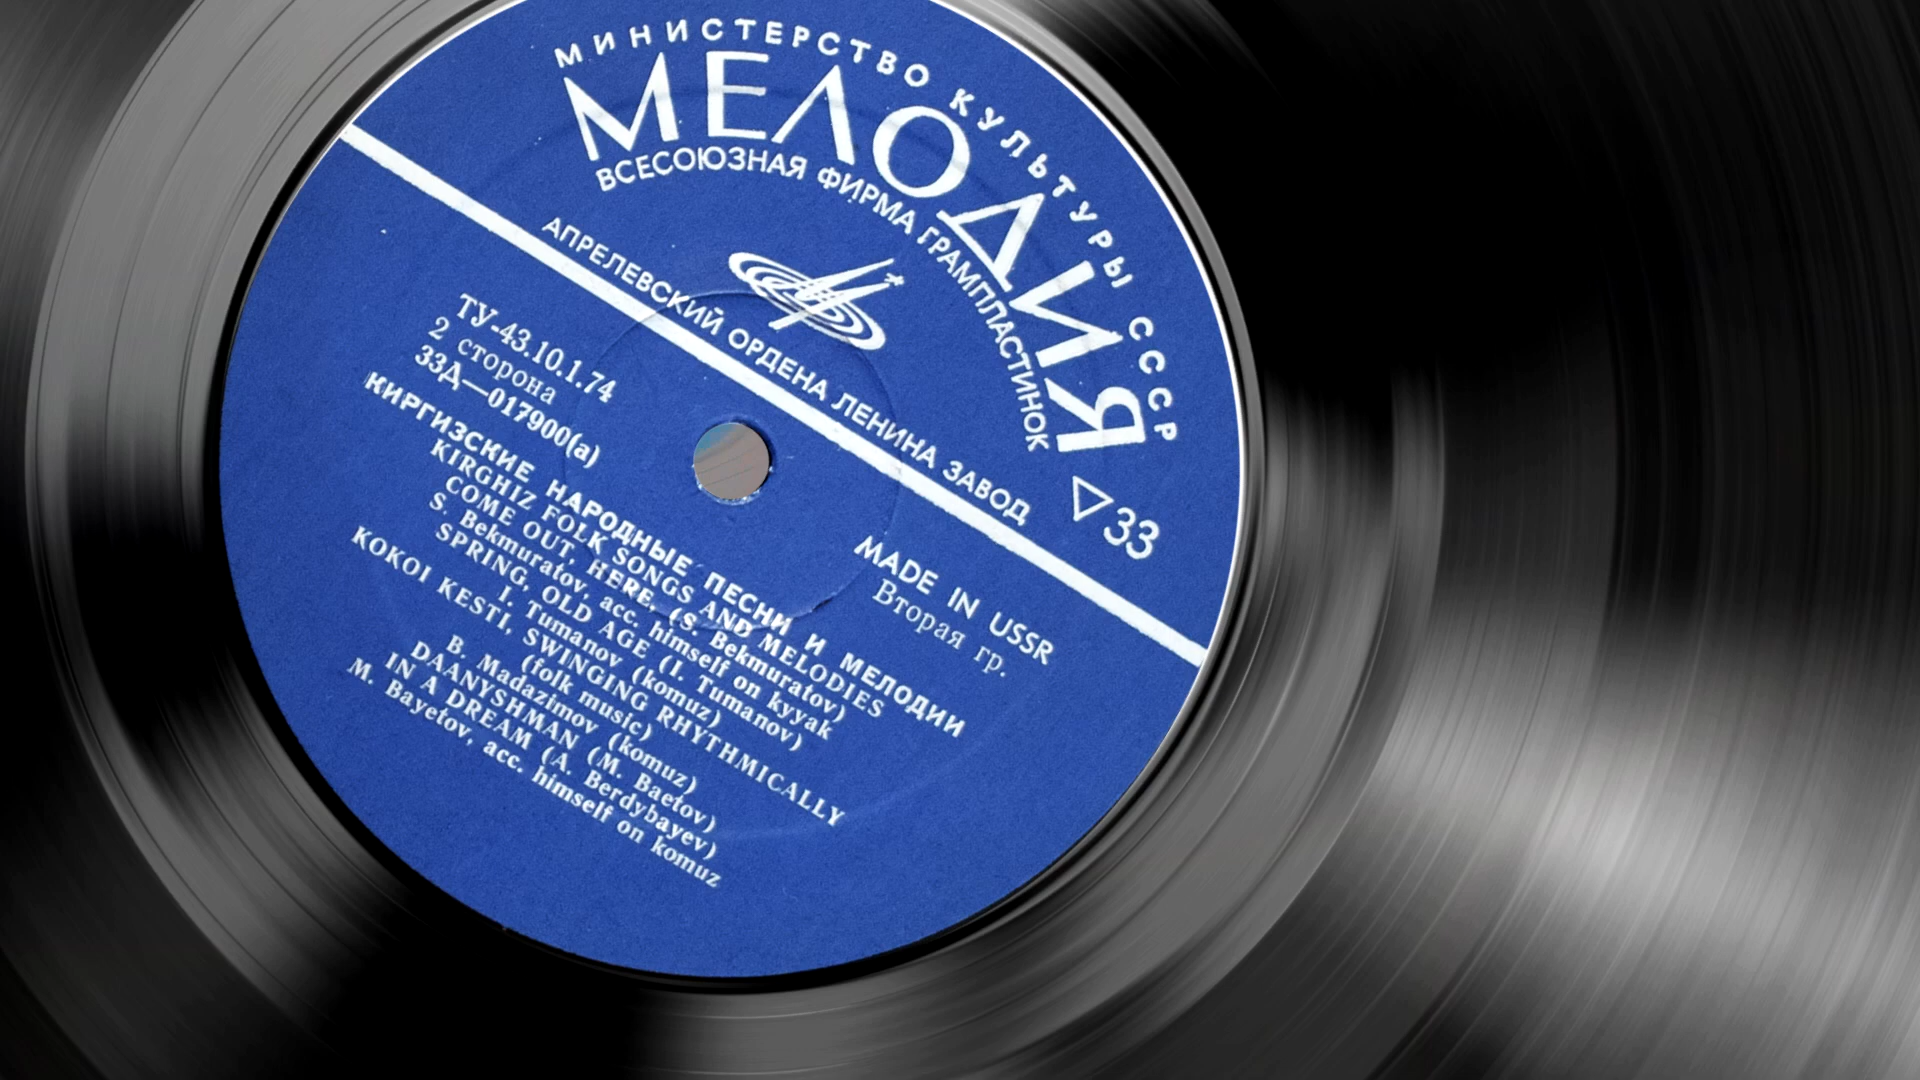 МИНИСТЕРСТВО КУЛЬТУРЫ СССР
МЕЛОДИЯ
ВСЕСОЮЗНАЯ ФИРМА ГРАМПЛАСТИНОК
АПРЕЛЕВСКИЙ ОРДЕНА ЛЕНИНА ЗАВОД
33
MADE IN USSR
Вторая гр.
ТУ-43.10.1.74
2 сторона
33Д—017900(а)
КИРГИЗСКИЕ НАРОДНЫЕ ПЕСНИ И МЕЛОДИИ
KIRGHIZ FOLK SONGS AND MELODIES
COME OUT, HERE. (S. Bekmuratov)
S. Bekmuratov, acc. himself on kyyak
SPRING, OLD AGE (I. Tumanov)
I. Tumanov (komuz)
KOKOI KESTI, SWINGING RHYTHMICALLY
(folk music)
B. Madazimov (komuz)
DAANYSHMAN (M. Baetov)
IN A DREAM (A. Berdybayev)
M. Bayetov, acc. himself on komuz